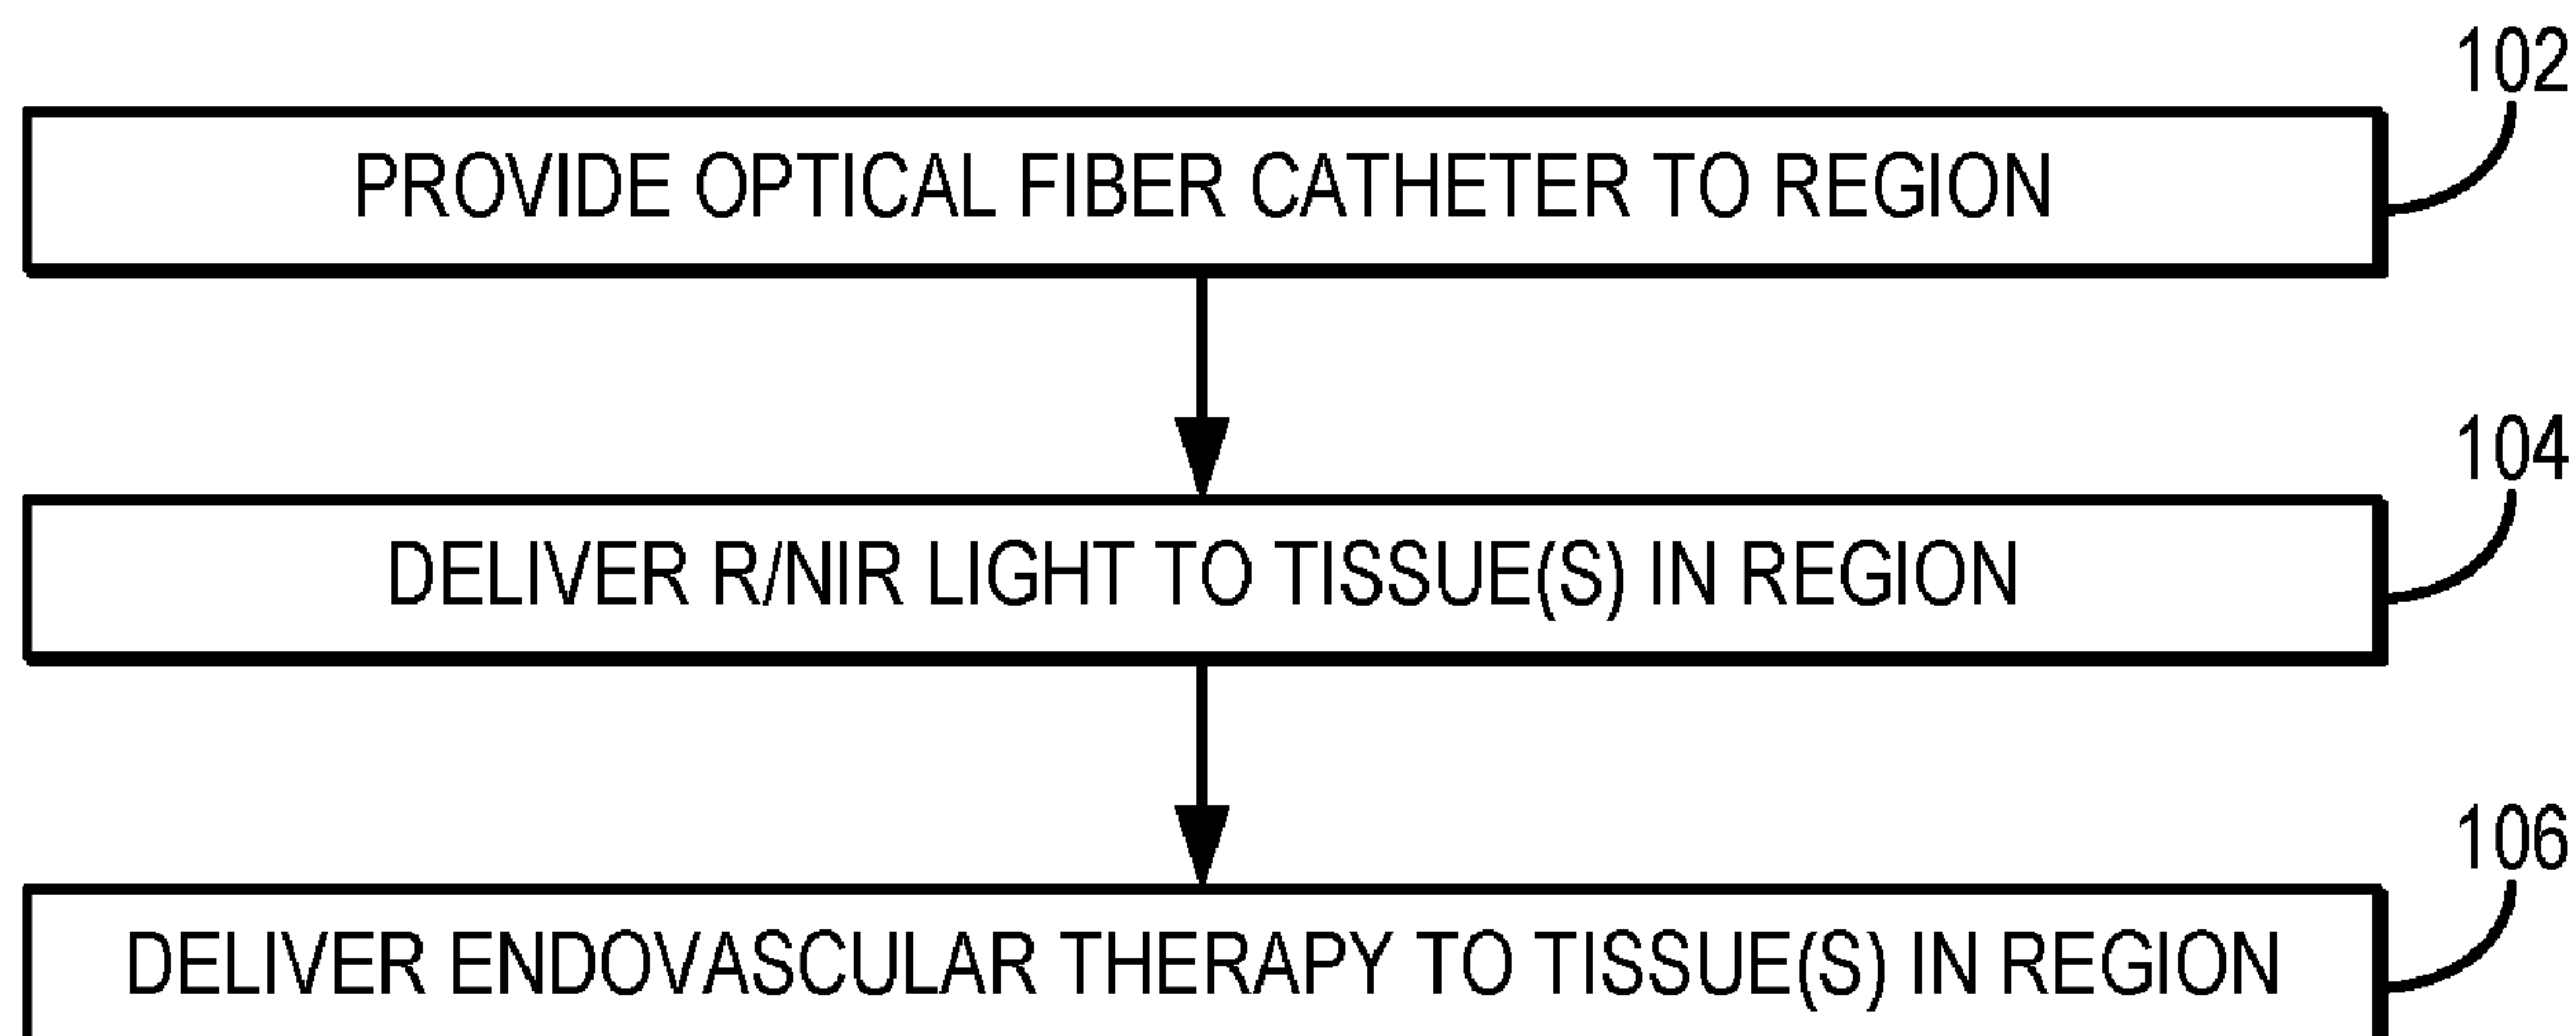 102
PROVIDE OPTICAL FIBER CATHETER TO REGION
104
DELIVER R/NIR LIGHT TO TISSUE(S) IN REGION
106
DELIVER ENDOVASCULAR THERAPY TO TISSUE(S) IN REGION